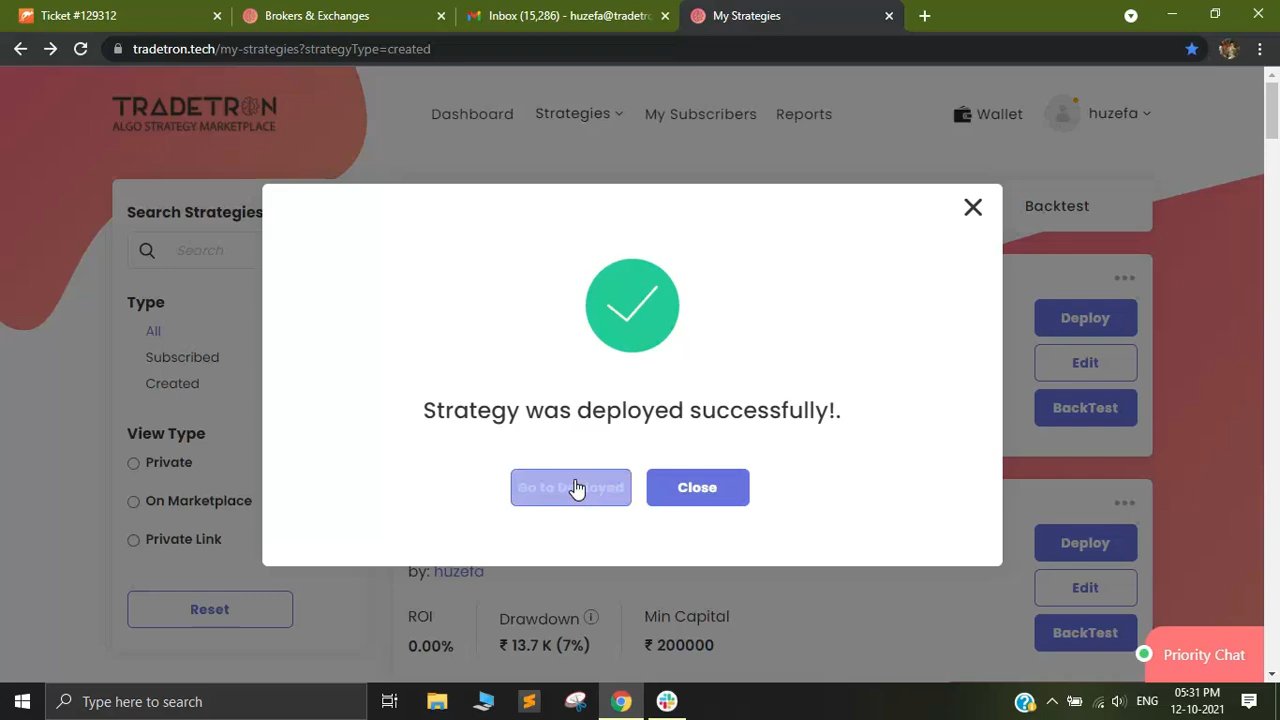 Ticket #129312
Brokers & Exchanges
Inbox (15,286) - huzefa@tradetr
My Strategies
tradetron.tech/my-strategies?strategyType=created
TRADETRON
ALGO STRATEGY MARKETPLACE
Dashboard
Strategies
My Subscribers
Reports
Wallet
huzefa
Search Strategies
Search
Type
All
Subscribed
Created
View Type
Private
On Marketplace
Private Link
Reset
Backtest
Strategy was deployed successfully!.
Go to Deployed
Close
Deploy
Edit
BackTest
by: huzefa
ROI
0.00%
Drawdown
₹ 13.7 K (7%)
Min Capital
₹ 200000
Deploy
Edit
BackTest
Priority Chat
Type here to search
ENG
05:31 PM
12-10-2021